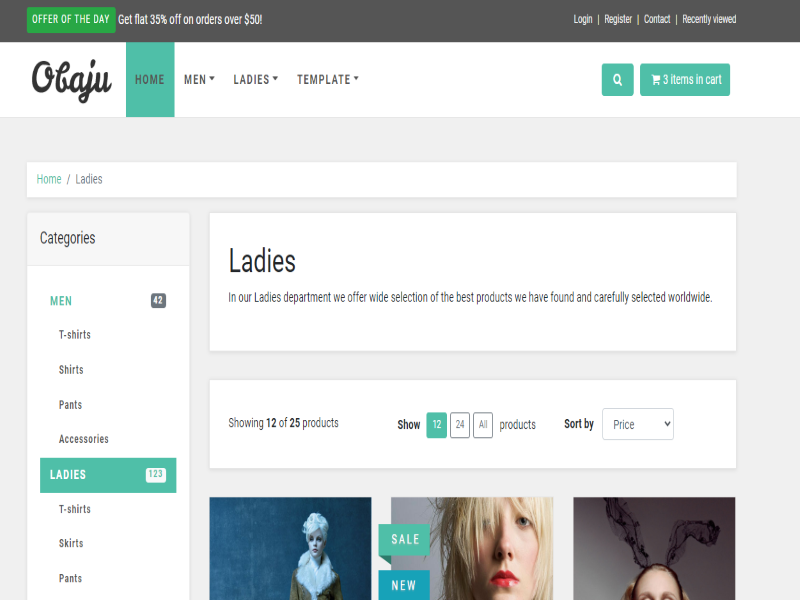 OFFER OF THE DAY Get flat 35% off on orders over $50!
Login | Register | Contact | Recently viewed
Obaju
HOME MEN LADIES TEMPLATE
3 items in cart
Home / Ladies
Categories
MEN 42
T-shirts
Shirts
Pants
Accessories
LADIES 123
T-shirts
Skirts
Pants
Ladies
In our Ladies department we offer wide selection of the best products we have found and carefully selected worldwide.
Showing 12 of 25 products Show 12 24 All products Sort by Price
SALE
NEW